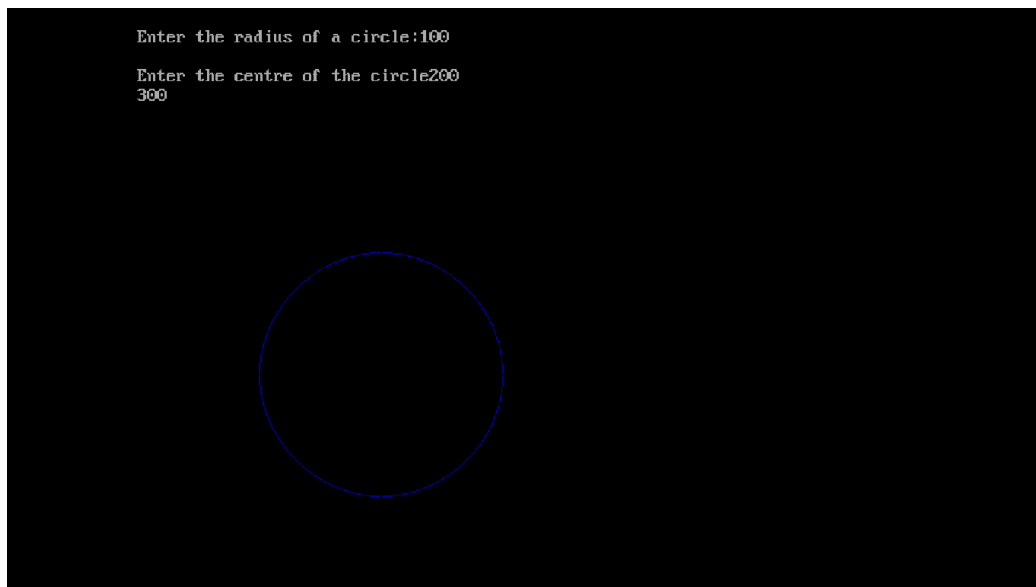 Enter the radius of a circle:100
Enter the centre of the circle200
300